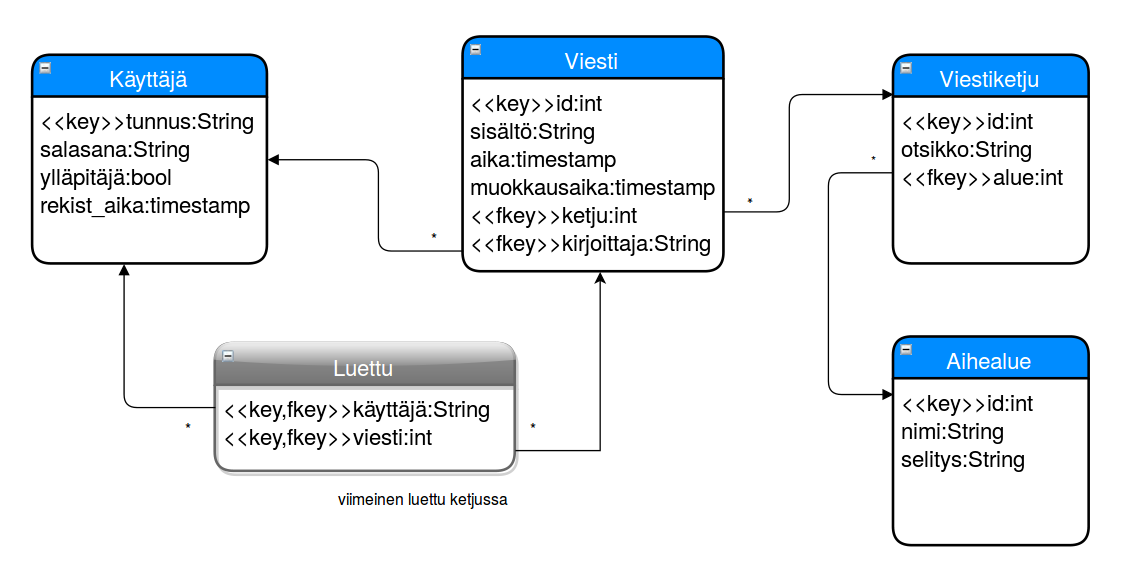 Käyttäjä
<<key>>tunnus:String
salasana:String
ylläpitäjä:bool
rekist_aika:timestamp
Viesti
<<key>>id:int
sisältö:String
aika:timestamp
muokkausaika:timestamp
<<fkey>>ketju:int
<<fkey>>kirjoittaja:String
*
*
Viestiketju
<<key>>id:int
otsikko:String
<<fkey>>alue:int
*
Luettu
<<key,fkey>>käyttäjä:String
<<key,fkey>>viesti:int
*
*
viimeinen luettu ketjussa
Aihealue
<<key>>id:int
nimi:String
selitys:String